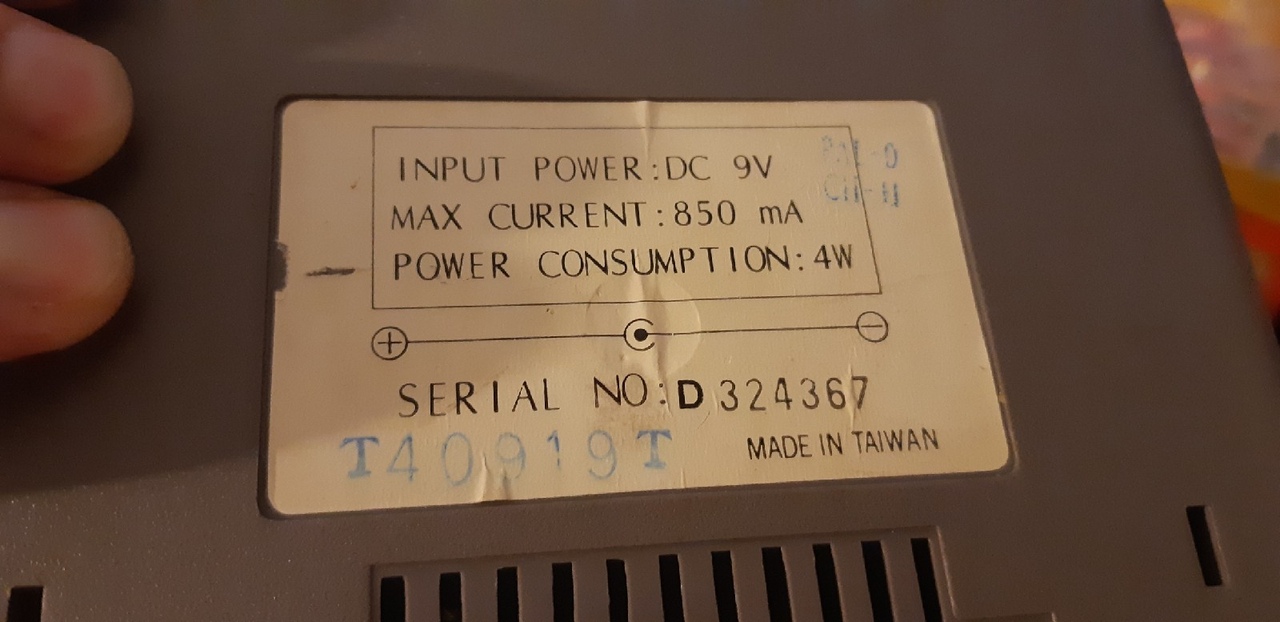 INPUT POWER:DC 9V
MAX CURRENT:850 mA
POWER CONSUMPTION:4W
SERIAL NO:D324367
T40919T
MADE IN TAIWAN